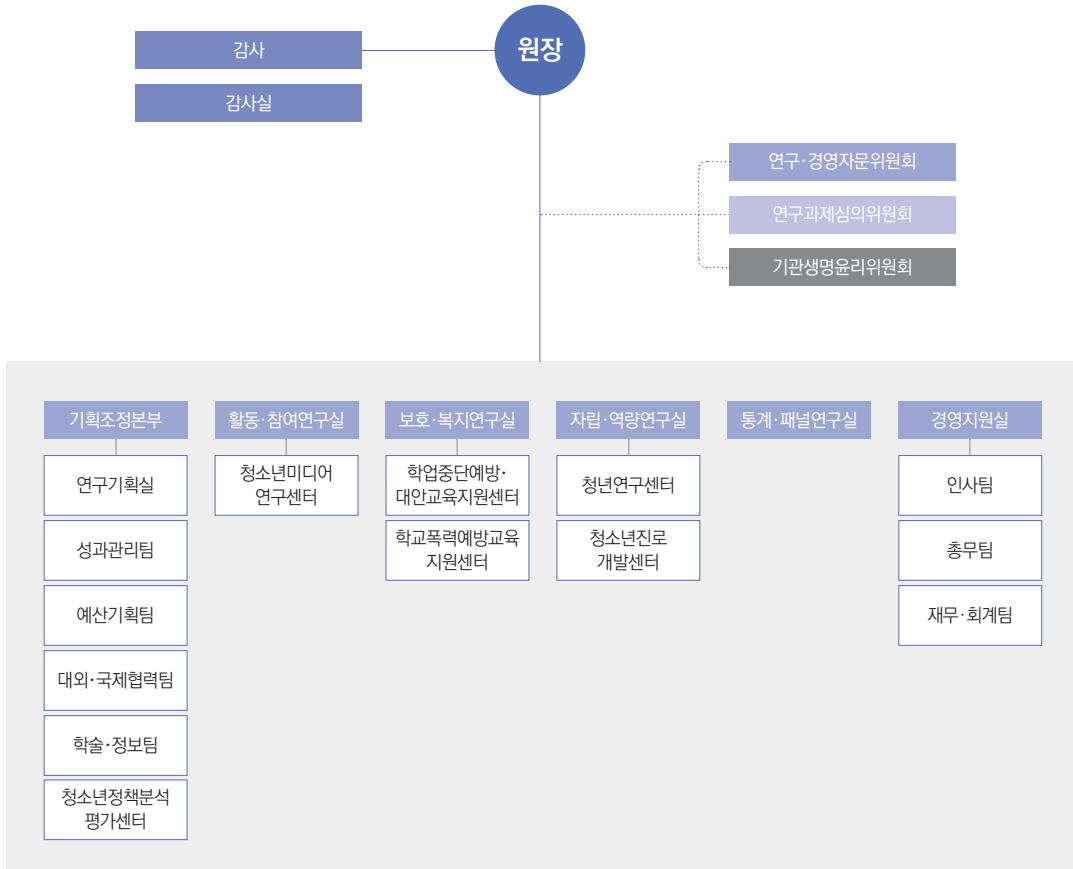 원장
감사
감사실
연구·경영자문위원회
연구과제심의위원회
기관생명윤리위원회
기획조정본부
연구기획실
성과관리팀
예산기획팀
대외·국제협력팀
학술·정보팀
청소년정책분석
평가센터
활동·참여연구실
청소년미디어
연구센터
보호·복지연구실
학업중단예방·
대안교육지원센터
학교폭력예방교육
지원센터
자립·역량연구실
청년연구센터
청소년진로
개발센터
통계·패널연구실
경영지원실
인사팀
총무팀
재무·회계팀